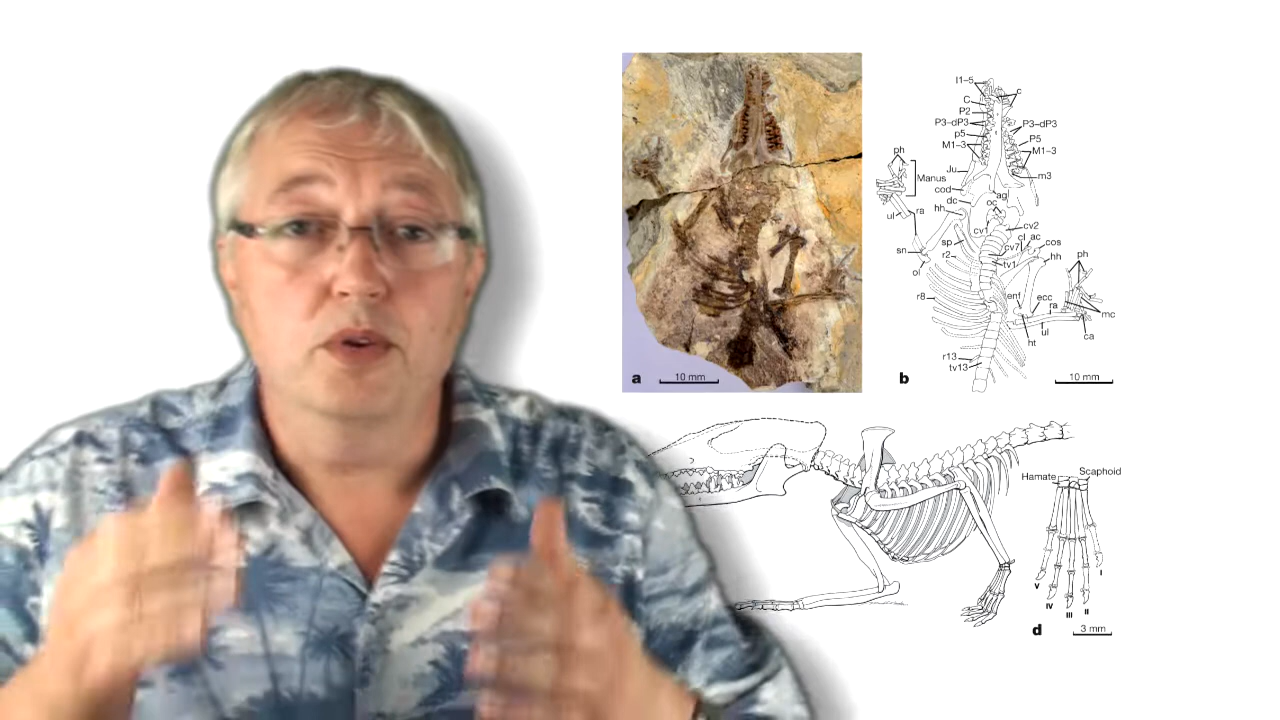 I1–5
c
C
P2
P3–dP3
P3–dP3
p5
P5
M1–3
M1–3
ph
Ju
m3
Manus
cod
agl
dc
oc
hh
ul
ra
cv1
cv2
sp
cv7
cl
ac
cos
sn
r2
tv1
hh
ph
ol
r8
enf
ecc
ra
mc
ul
ht
ca
r13
tv13
a
10 mm
b
10 mm
Hamate
Scaphoid
V
IV
III
II
I
d
3 mm